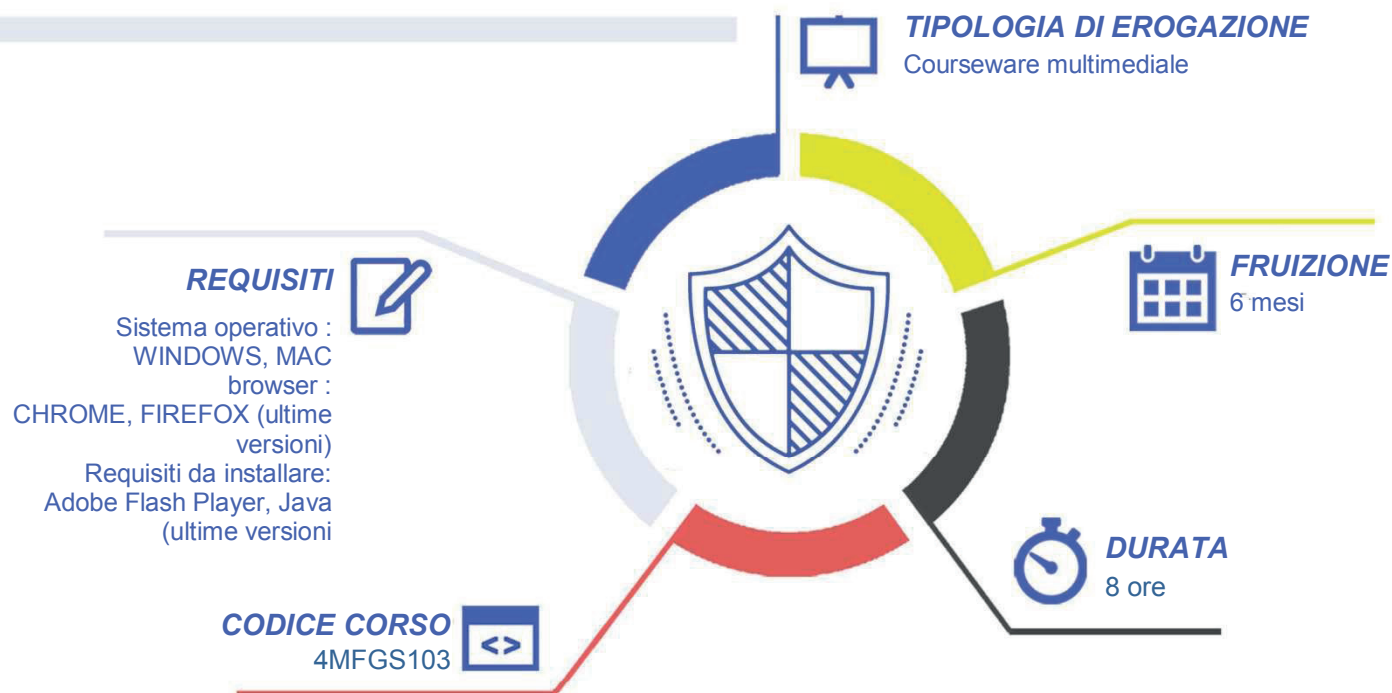 TIPOLOGIA DI EROGAZIONE
Courseware multimediale
REQUISITI
Sistema operativo :
WINDOWS, MAC
browser :
CHROME, FIREFOX (ultime
versioni)
Requisiti da installare:
Adobe Flash Player, Java
(ultime versioni
FRUIZIONE
6 mesi
DURATA
8 ore
CODICE CORSO
4MFGS103
<>